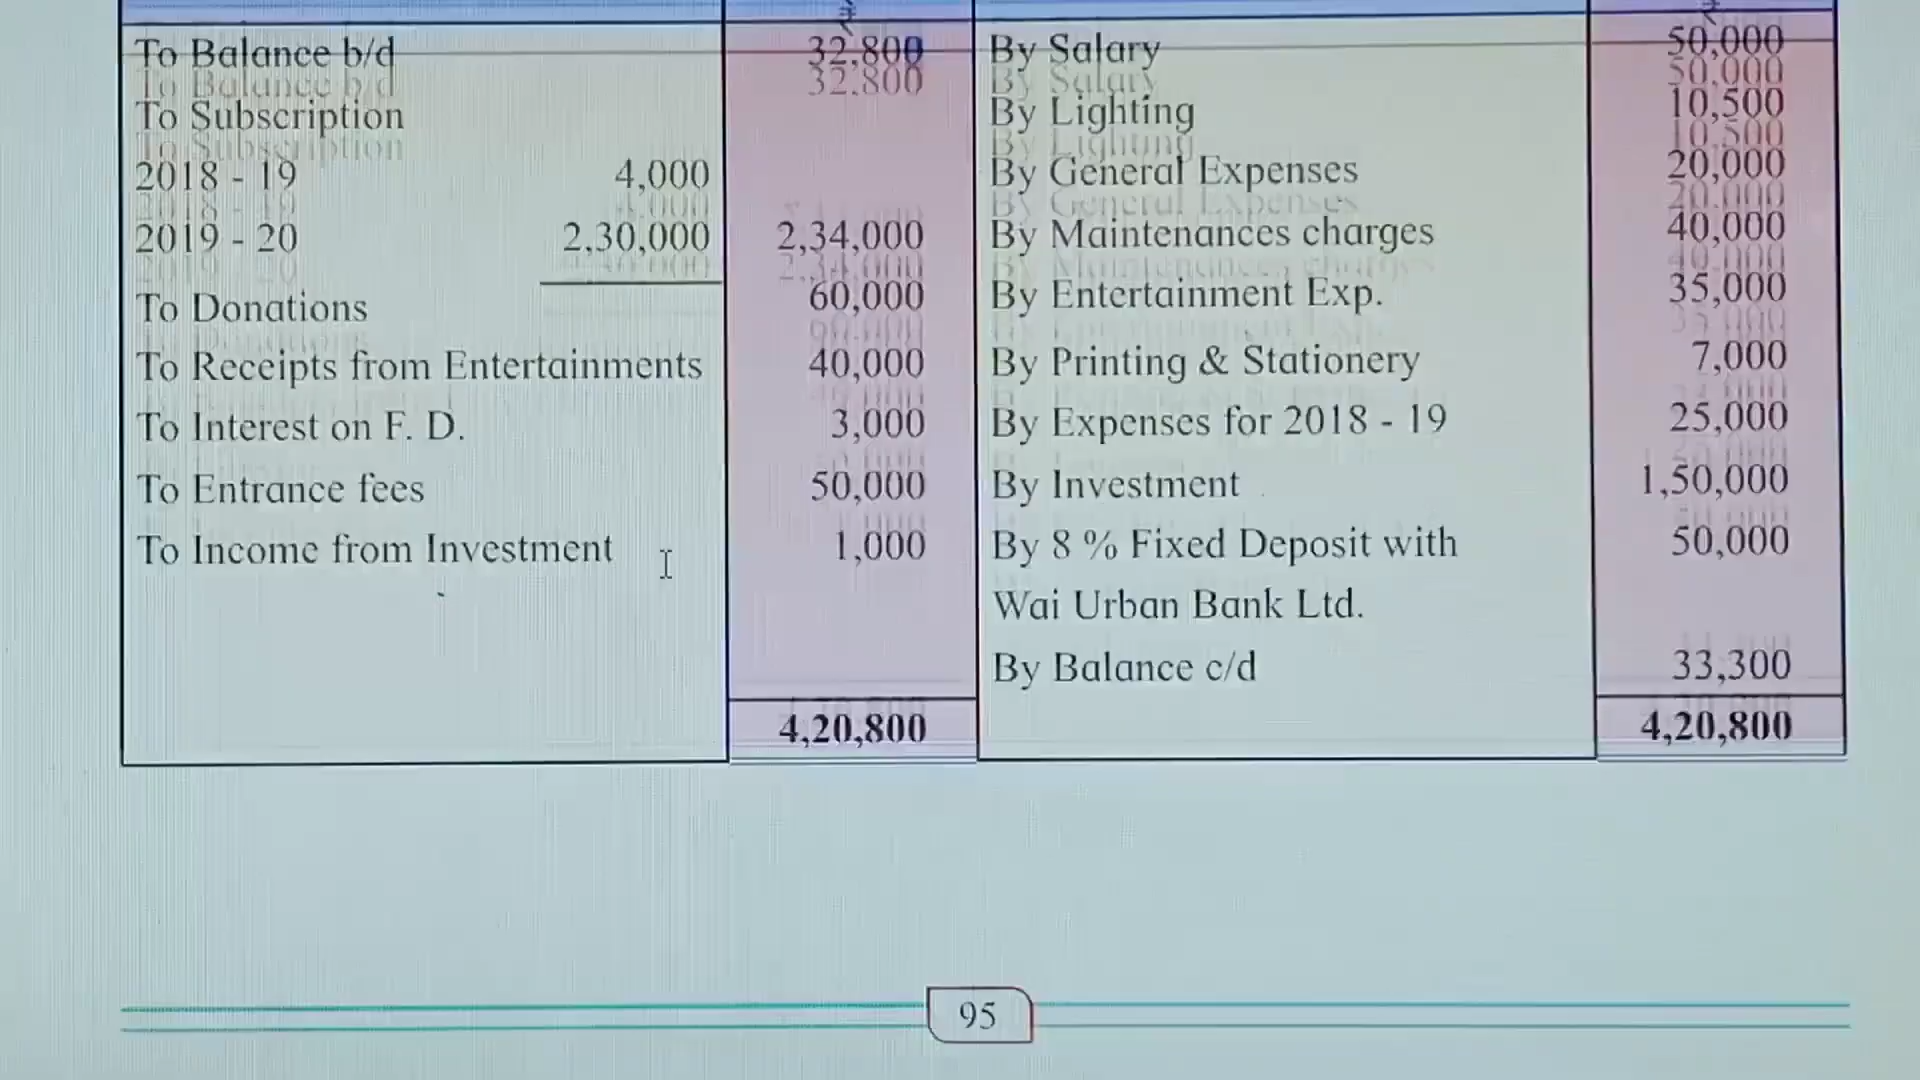 ₹ ₹
To Balance b/d 32,800 By Salary 50,000
To Subscription By Lighting 10,500
2018 - 19 4,000 By General Expenses 20,000
2019 - 20 2,30,000 2,34,000 By Maintenances charges 40,000
To Donations 60,000 By Entertainment Exp. 35,000
To Receipts from Entertainments 40,000 By Printing & Stationery 7,000
To Interest on F. D. 3,000 By Expenses for 2018 - 19 25,000
To Entrance fees 50,000 By Investment 1,50,000
To Income from Investment 1,000 By 8 % Fixed Deposit with 50,000
Wai Urban Bank Ltd.
By Balance c/d 33,300
4,20,800 4,20,800
95